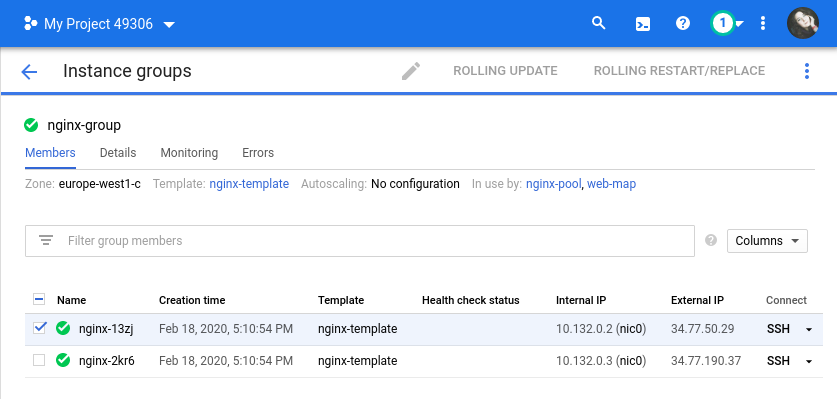 My Project 49306
1
Instance groups ROLLING UPDATE ROLLING RESTART/REPLACE
nginx-group
Members Details Monitoring Errors
Zone: europe-west1-c Template: nginx-template Autoscaling: No configuration In use by: nginx-pool, web-map
Filter group members Columns
Name Creation time Template Health check status Internal IP External IP Connect
nginx-13zj Feb 18, 2020, 5:10:54 PM nginx-template 10.132.0.2 (nic0) 34.77.50.29 SSH
nginx-2kr6 Feb 18, 2020, 5:10:54 PM nginx-template 10.132.0.3 (nic0) 34.77.190.37 SSH